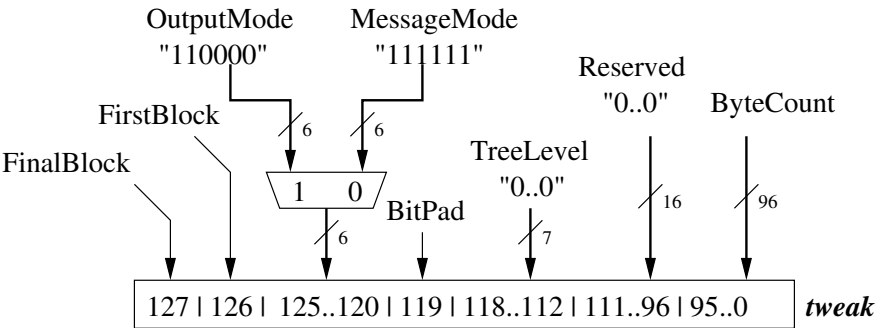 OutputMode
"110000"
MessageMode
"111111"
Reserved
"0..0"
ByteCount
FirstBlock
6
6
FinalBlock
TreeLevel
"0..0"
1 0
BitPad
16
96
6
7
127 | 126 | 125..120 | 119 | 118..112 | 111..96 | 95..0
tweak